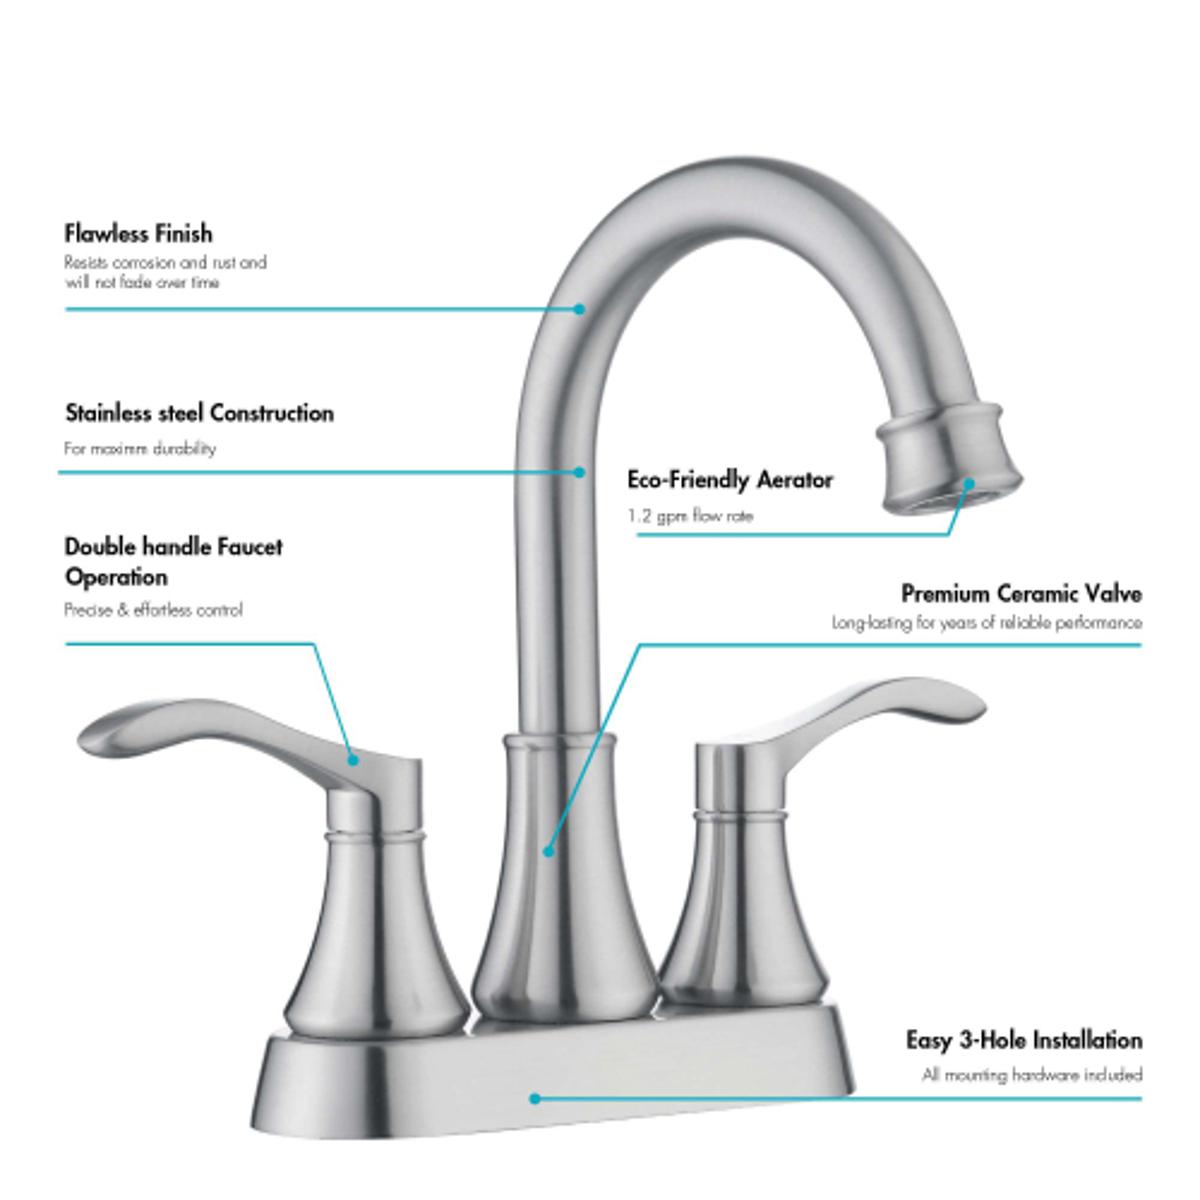 Flawless Finish
Resists corrosion and rust and
will not fade over time
Stainless steel Construction
For maximm durability
Eco-Friendly Aerator
1.2 gpm flow rate
Double handle Faucet
Operation
Precise & effortless control
Premium Ceramic Valve
Long-lasting for years of reliable performance
Easy 3-Hole Installation
All mounting hardware included